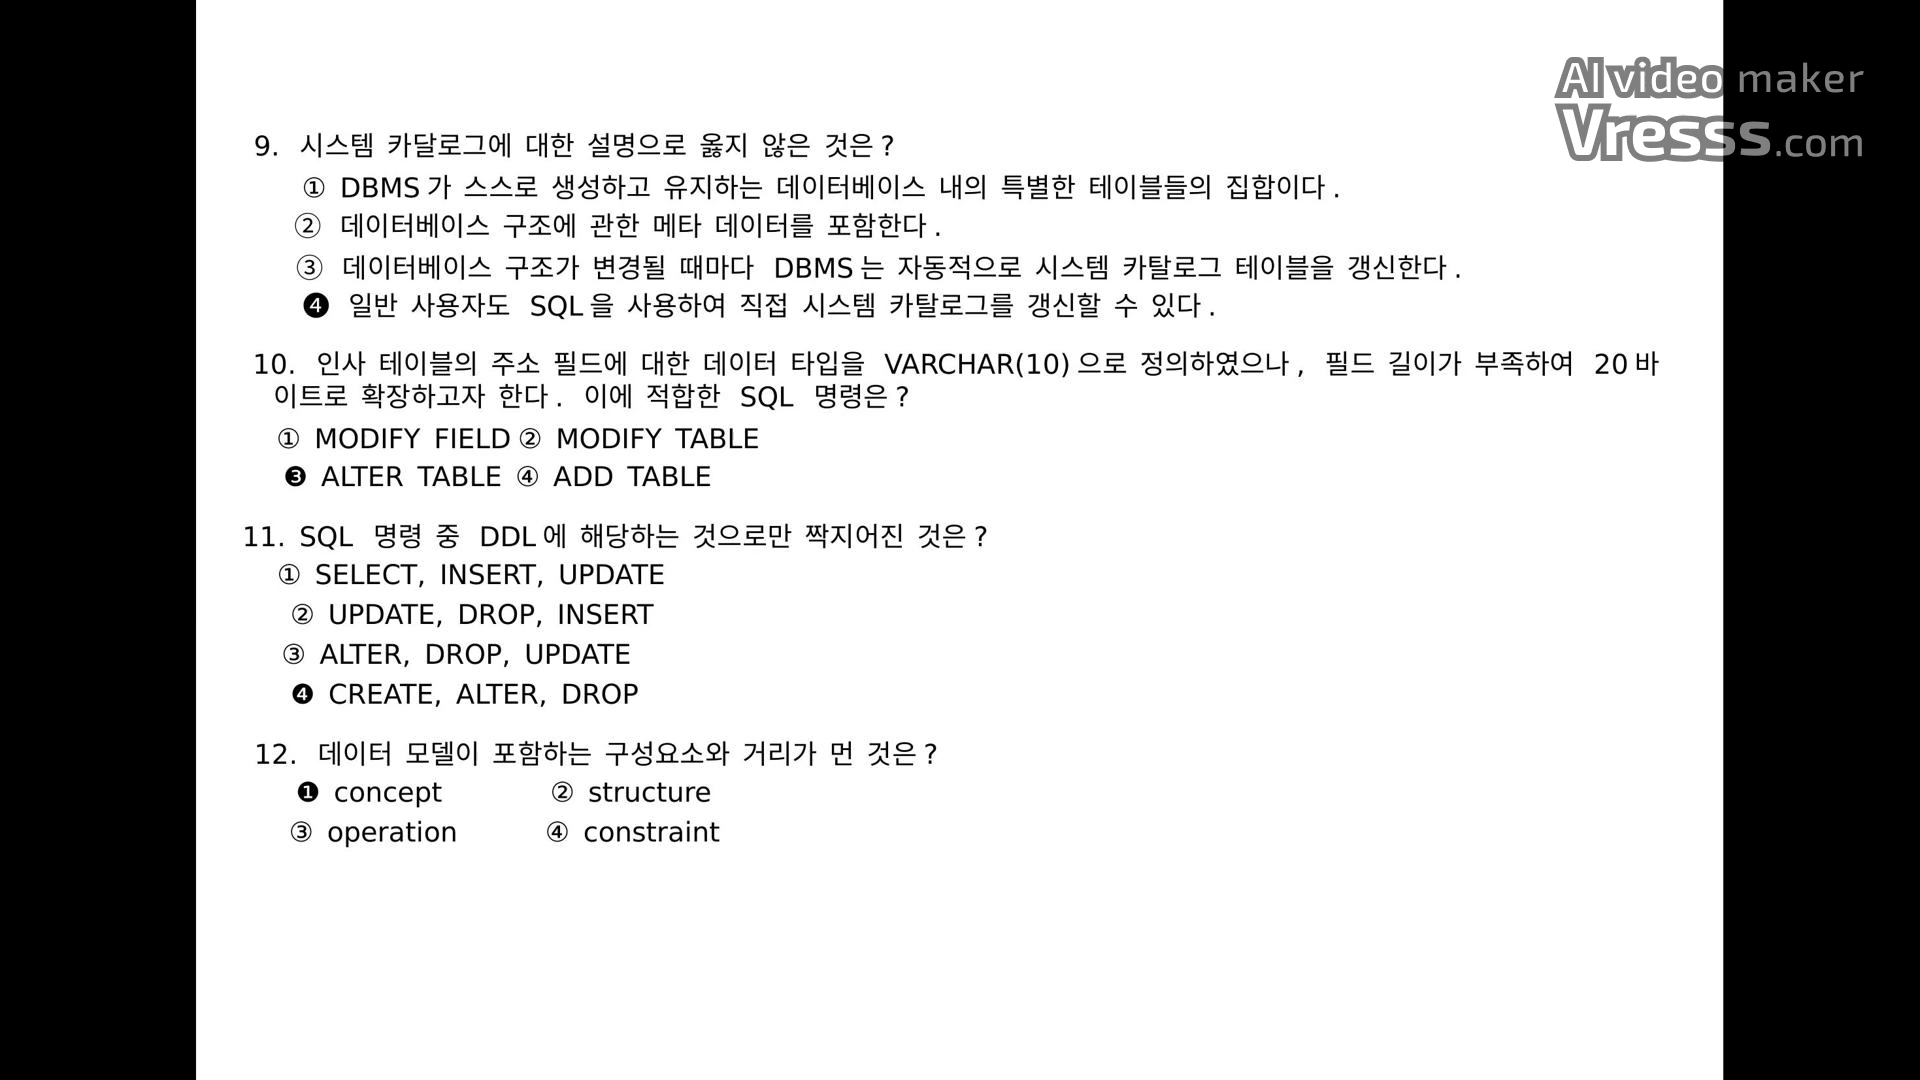 AI video maker
Vresss.com
9. 시스템 카달로그에 대한 설명으로 옳지 않은 것은?
① DBMS가 스스로 생성하고 유지하는 데이터베이스 내의 특별한 테이블들의 집합이다.
② 데이터베이스 구조에 관한 메타 데이터를 포함한다.
③ 데이터베이스 구조가 변경될 때마다 DBMS는 자동적으로 시스템 카탈로그 테이블을 갱신한다.
❹ 일반 사용자도 SQL을 사용하여 직접 시스템 카탈로그를 갱신할 수 있다.
10. 인사 테이블의 주소 필드에 대한 데이터 타입을 VARCHAR(10)으로 정의하였으나, 필드 길이가 부족하여 20바
이트로 확장하고자 한다. 이에 적합한 SQL 명령은?
① MODIFY FIELD ② MODIFY TABLE
❸ ALTER TABLE ④ ADD TABLE
11. SQL 명령 중 DDL에 해당하는 것으로만 짝지어진 것은?
① SELECT, INSERT, UPDATE
② UPDATE, DROP, INSERT
③ ALTER, DROP, UPDATE
❹ CREATE, ALTER, DROP
12. 데이터 모델이 포함하는 구성요소와 거리가 먼 것은?
❶ concept ② structure
③ operation ④ constraint